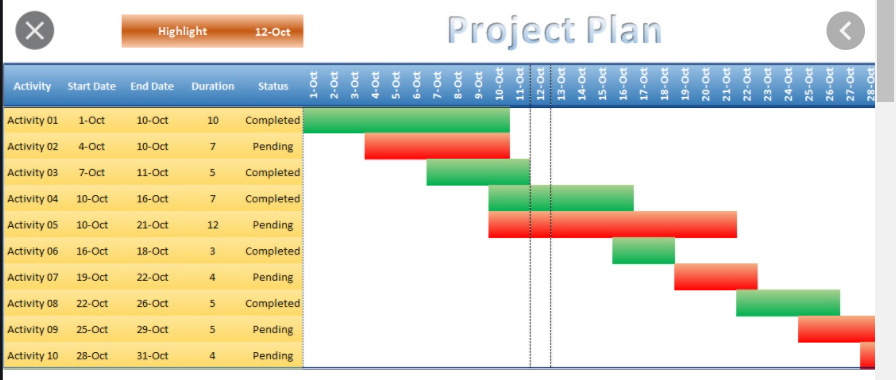 Highlight 12-Oct
Project Plan
Activity Start Date End Date Duration Status 1-Oct 2-Oct 3-Oct 4-Oct 5-Oct 6-Oct 7-Oct 8-Oct 9-Oct 10-Oct 11-Oct 12-Oct 13-Oct 14-Oct 15-Oct 16-Oct 17-Oct 18-Oct 19-Oct 20-Oct 21-Oct 22-Oct 23-Oct 24-Oct 25-Oct 26-Oct 27-Oct 28-Oct
Activity 01 1-Oct 10-Oct 10 Completed
Activity 02 4-Oct 10-Oct 7 Pending
Activity 03 7-Oct 11-Oct 5 Completed
Activity 04 10-Oct 16-Oct 7 Completed
Activity 05 10-Oct 21-Oct 12 Pending
Activity 06 16-Oct 18-Oct 3 Completed
Activity 07 19-Oct 22-Oct 4 Pending
Activity 08 22-Oct 26-Oct 5 Completed
Activity 09 25-Oct 29-Oct 5 Pending
Activity 10 28-Oct 31-Oct 4 Pending